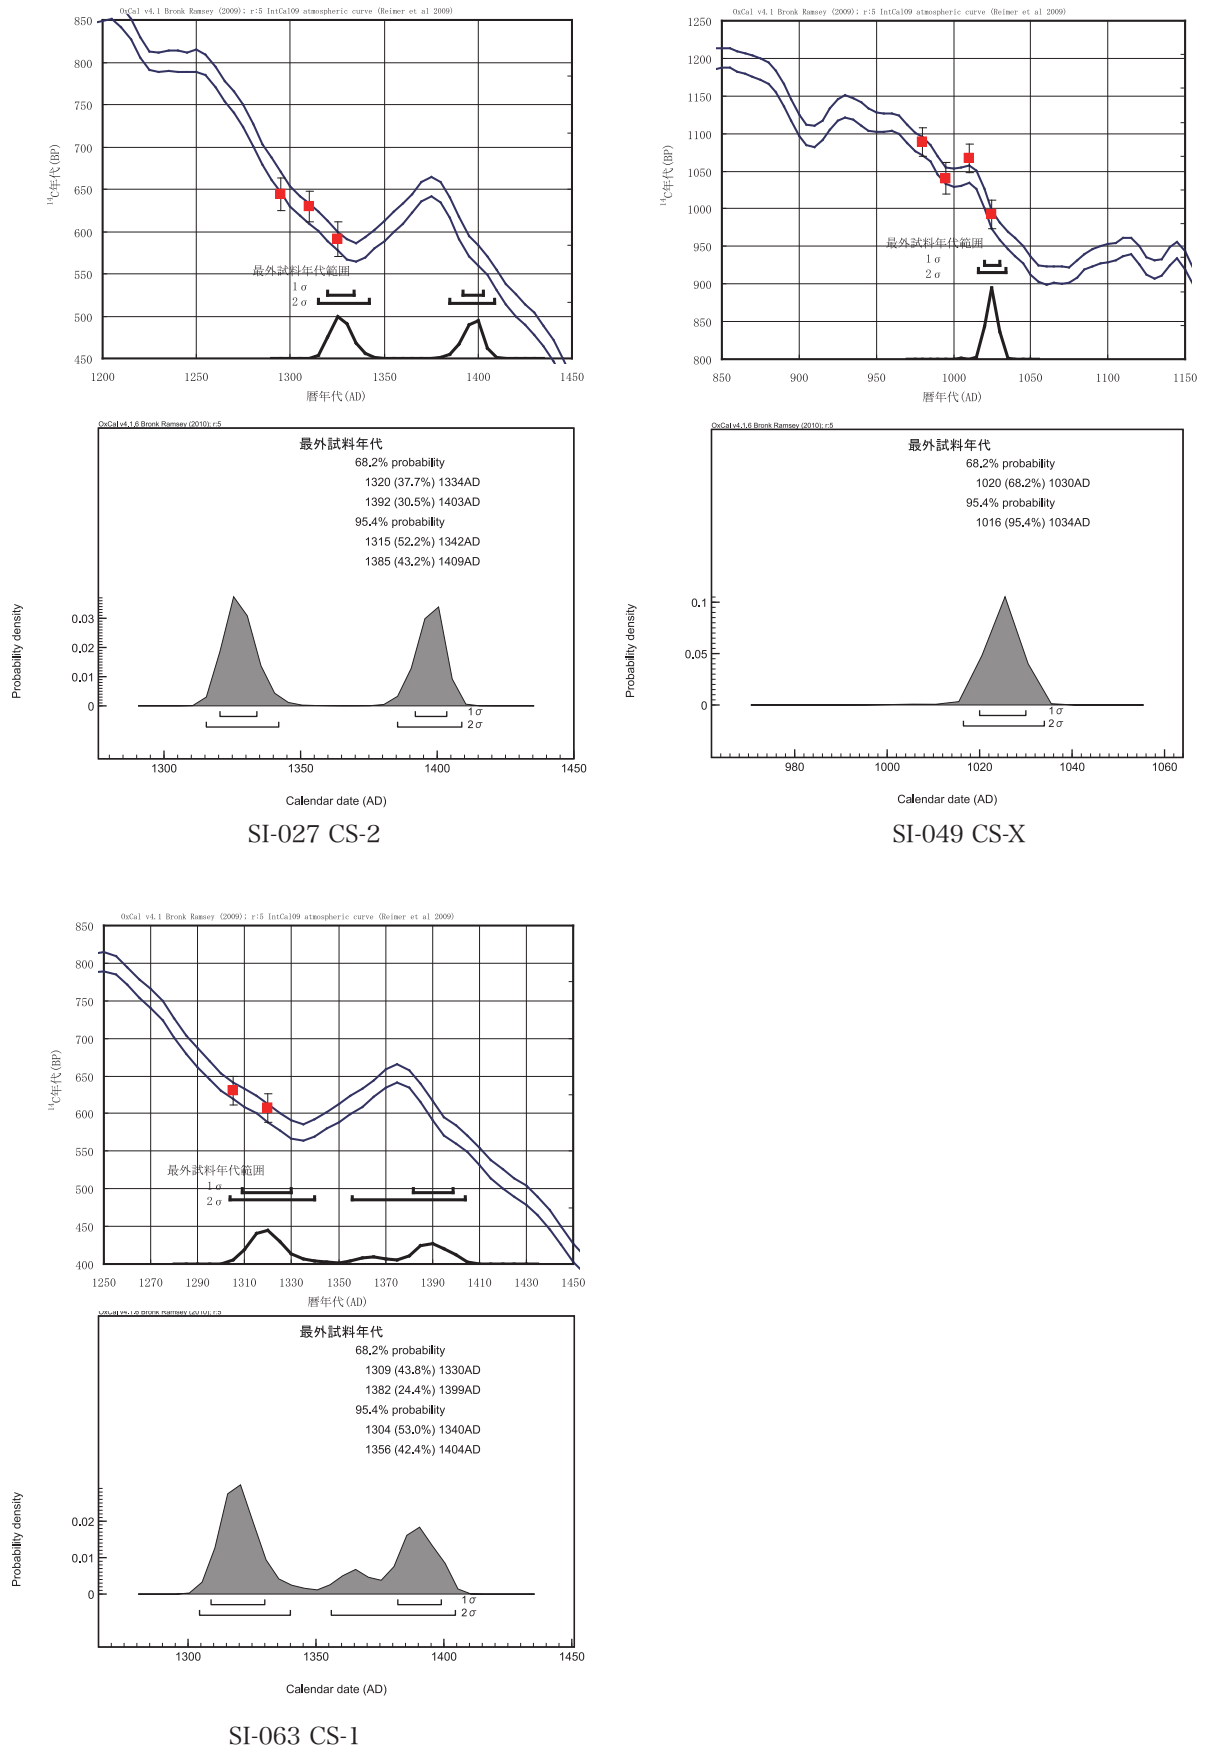 OxCal v4.1 Bronk Ramsey (2009); r:5 IntCal09 atmospheric curve (Reimer et al 2009)
850
800
750
700
650
600
550
500
450
¹⁴C年代(BP)
最外試料年代範囲
1σ
2σ
1200 1250 1300 1350 1400 1450
暦年代(AD)
OxCal v4.1.6 Bronk Ramsey (2010); r:5
最外試料年代
68.2% probability
1320 (37.7%) 1334AD
1392 (30.5%) 1403AD
95.4% probability
1315 (52.2%) 1342AD
1385 (43.2%) 1409AD
Probability density
0.03
0.02
0.01
0
1σ
2σ
1300 1350 1400 1450
Calendar date (AD)
SI-027 CS-2
OxCal v4.1 Bronk Ramsey (2009); r:5 IntCal09 atmospheric curve (Reimer et al 2009)
1250
1200
1150
1100
1050
1000
950
900
850
800
¹⁴C年代(BP)
最外試料年代範囲
1σ
2σ
850 900 950 1000 1050 1100 1150
暦年代(AD)
OxCal v4.1.6 Bronk Ramsey (2010); r:5
最外試料年代
68.2% probability
1020 (68.2%) 1030AD
95.4% probability
1016 (95.4%) 1034AD
Probability density
0.1
0.05
0
1σ
2σ
980 1000 1020 1040 1060
Calendar date (AD)
SI-049 CS-X
OxCal v4.1 Bronk Ramsey (2009); r:5 IntCal09 atmospheric curve (Reimer et al 2009)
850
800
750
700
650
600
550
500
450
400
¹⁴C年代(BP)
最外試料年代範囲
1σ
2σ
1250 1270 1290 1310 1330 1350 1370 1390 1410 1430 1450
暦年代(AD)
OxCal v4.1.6 Bronk Ramsey (2010); r:5
最外試料年代
68.2% probability
1309 (43.8%) 1330AD
1382 (24.4%) 1399AD
95.4% probability
1304 (53.0%) 1340AD
1356 (42.4%) 1404AD
Probability density
0.02
0.01
0
1σ
2σ
1300 1350 1400 1450
Calendar date (AD)
SI-063 CS-1